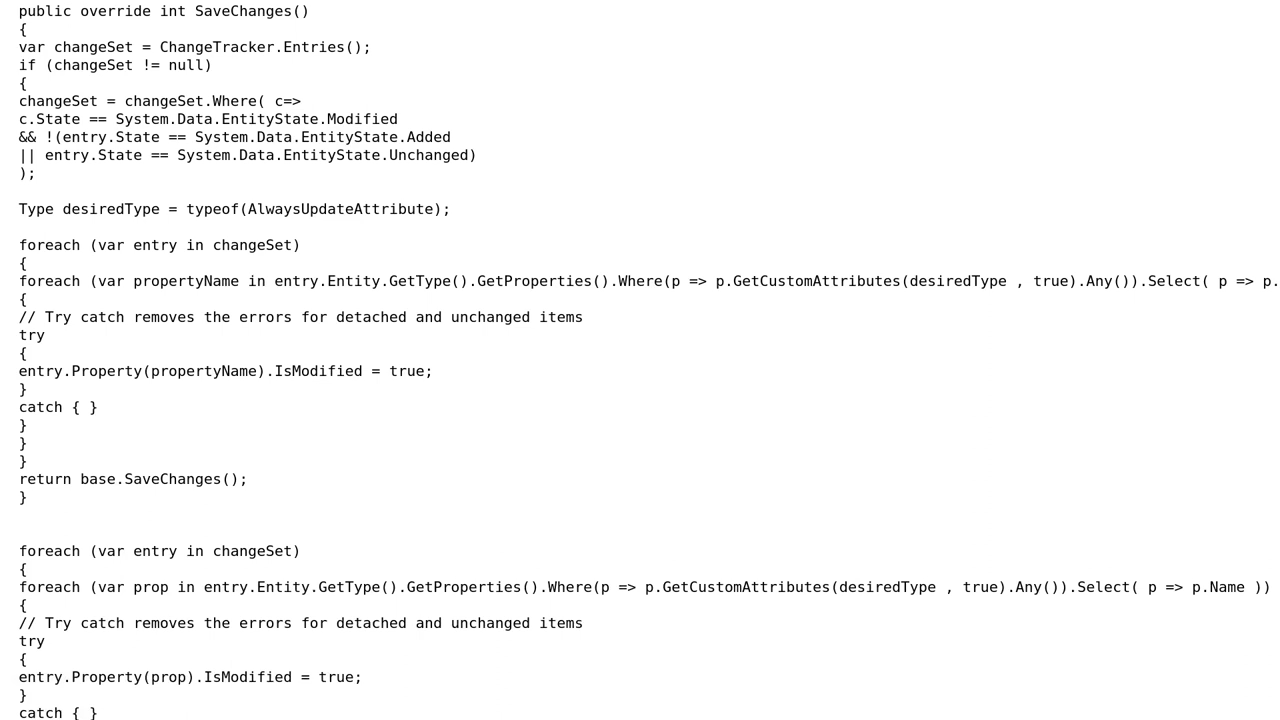 public override int SaveChanges()
{
var changeSet = ChangeTracker.Entries();
if (changeSet != null)
{
changeSet = changeSet.Where( c=>
c.State == System.Data.EntityState.Modified
&& !(entry.State == System.Data.EntityState.Added
|| entry.State == System.Data.EntityState.Unchanged)
);
Type desiredType = typeof(AlwaysUpdateAttribute);
foreach (var entry in changeSet)
{
foreach (var propertyName in entry.Entity.GetType().GetProperties().Where(p => p.GetCustomAttributes(desiredType , true).Any()).Select( p => p.
{
// Try catch removes the errors for detached and unchanged items
try
{
entry.Property(propertyName).IsModified = true;
}
catch { }
}
}
}
return base.SaveChanges();
}
foreach (var entry in changeSet)
{
foreach (var prop in entry.Entity.GetType().GetProperties().Where(p => p.GetCustomAttributes(desiredType , true).Any()).Select( p => p.Name ))
{
// Try catch removes the errors for detached and unchanged items
try
{
entry.Property(prop).IsModified = true;
}
catch { }